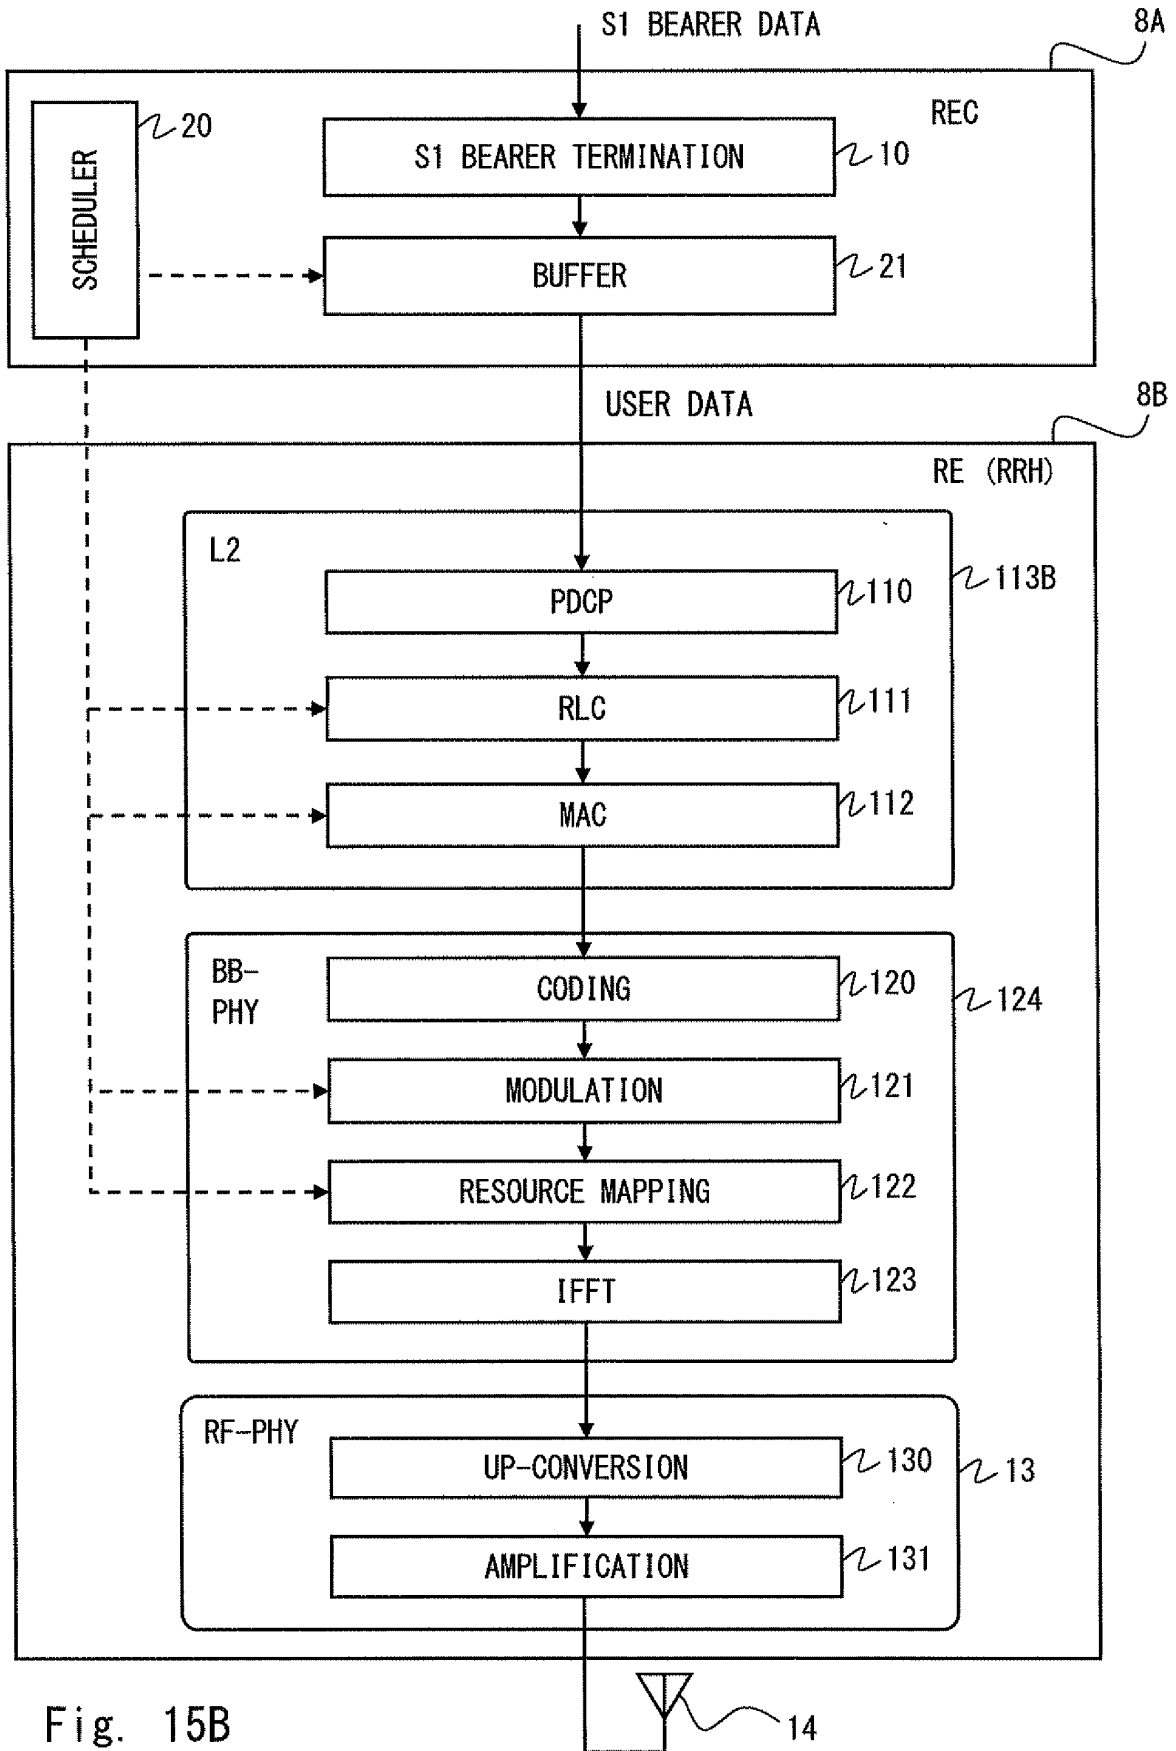 S1 BEARER DATA
8A
REC
SCHEDULER
20
S1 BEARER TERMINATION
10
BUFFER
21
USER DATA
8B
RE (RRH)
L2
113B
PDCP
110
RLC
111
MAC
112
BB-
PHY
124
CODING
120
MODULATION
121
RESOURCE MAPPING
122
IFFT
123
RF-PHY
13
UP-CONVERSION
130
AMPLIFICATION
131
14
Fig. 15B